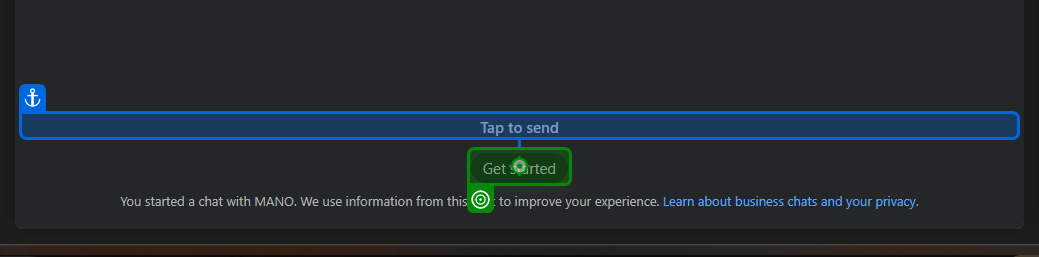 Tap to send
Get started
You started a chat with MANO. We use information from this to improve your experience. Learn about business chats and your privacy.